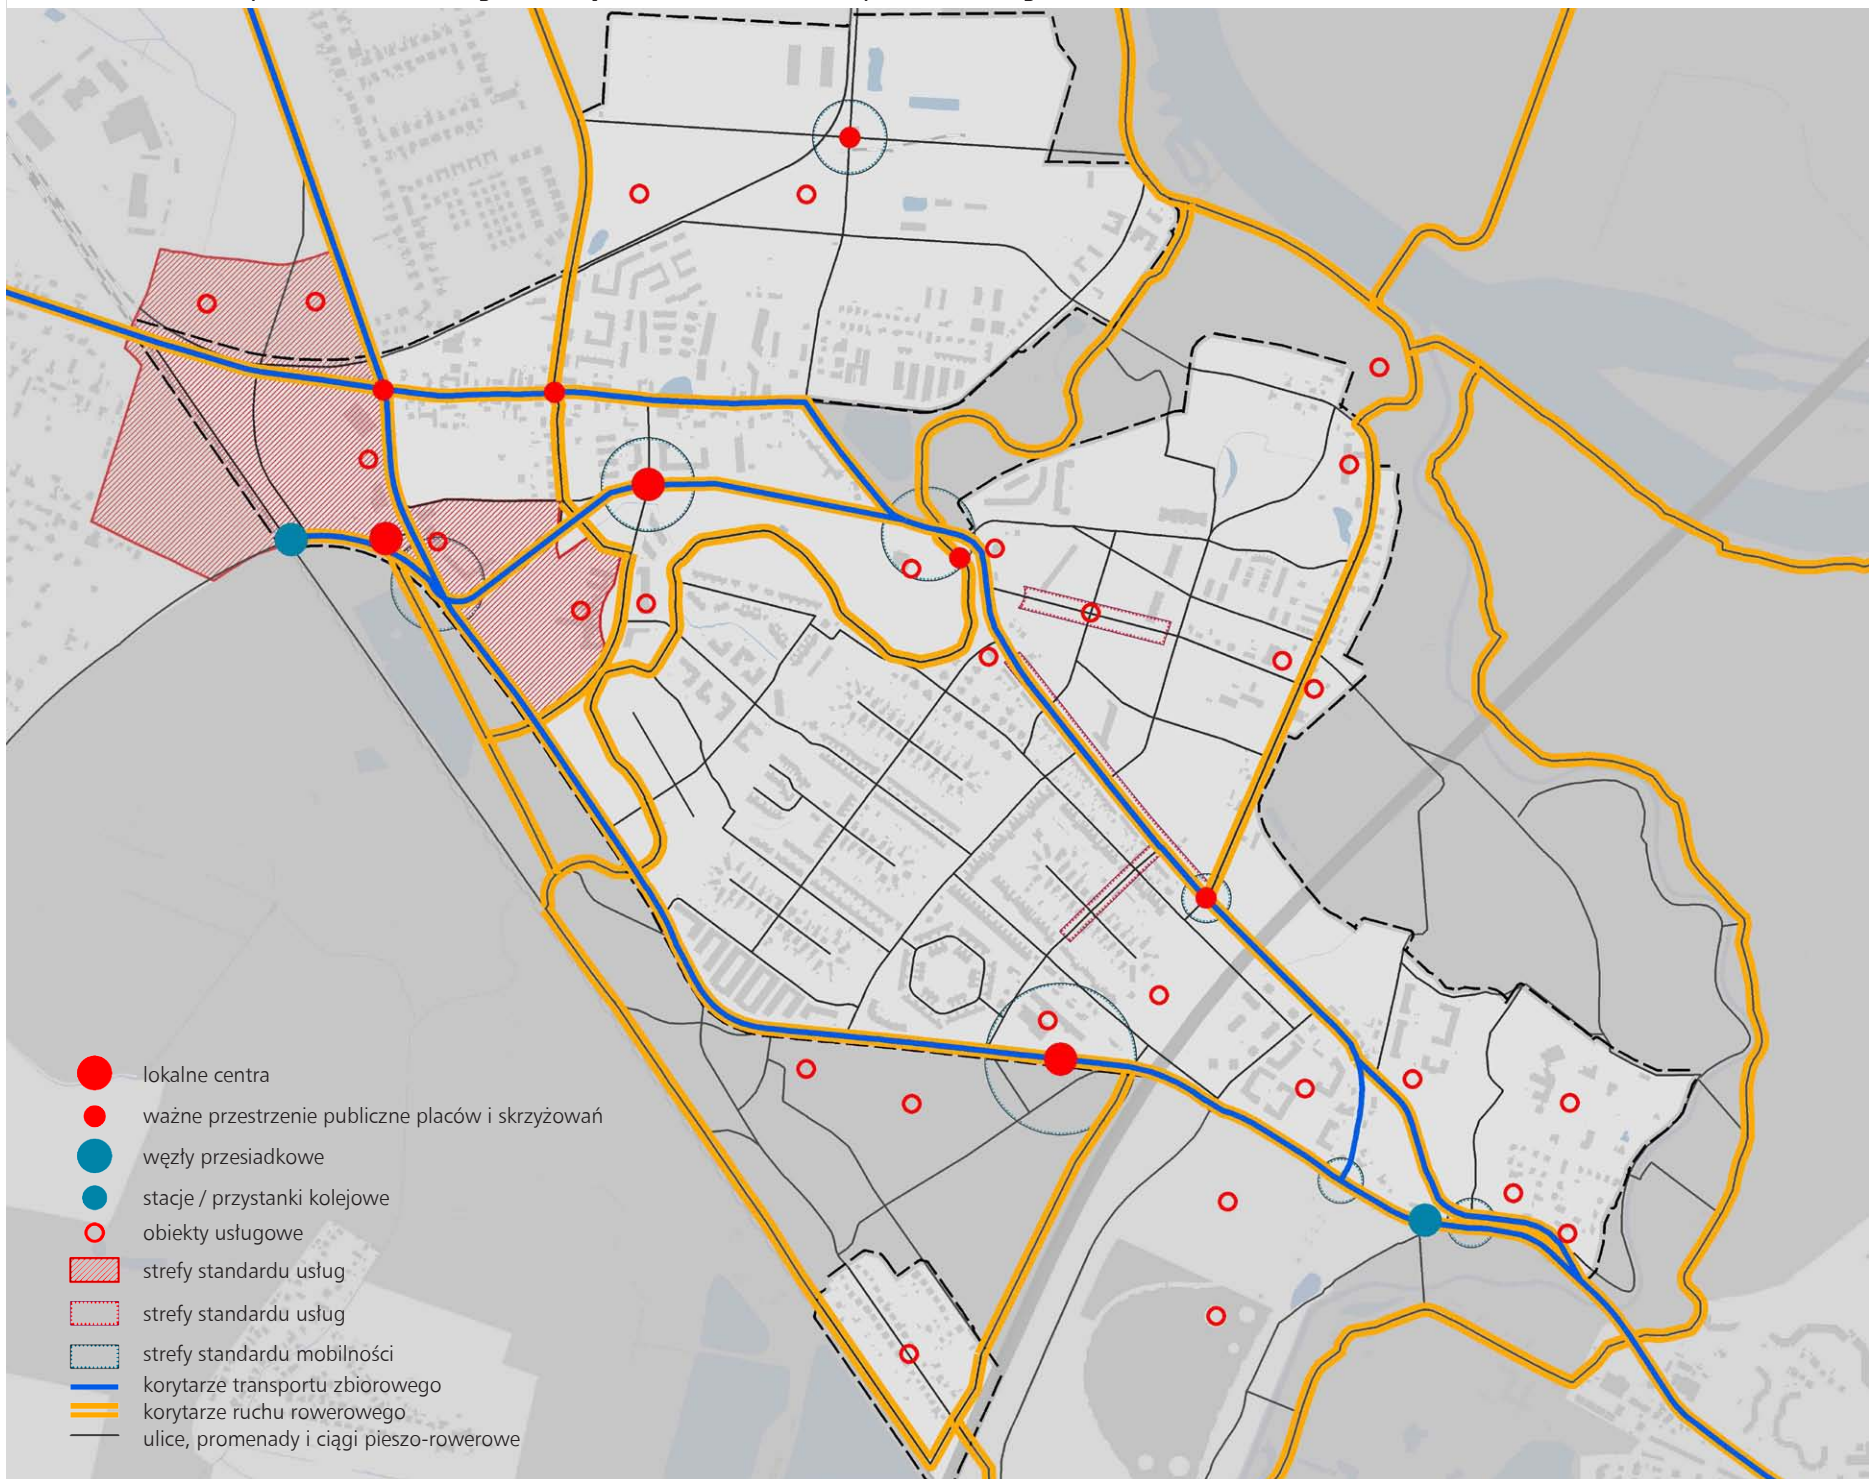 lokalne centra
ważne przestrzenie publiczne placów i skrzyżowań
węzły przesiadkowe
stacje / przystanki kolejowe
obiekty usługowe
strefy standardu usług
strefy standardu usług
strefy standardu mobilności
korytarze transportu zbiorowego
korytarze ruchu rowerowego
ulice, promenady i ciągi pieszo-rowerowe